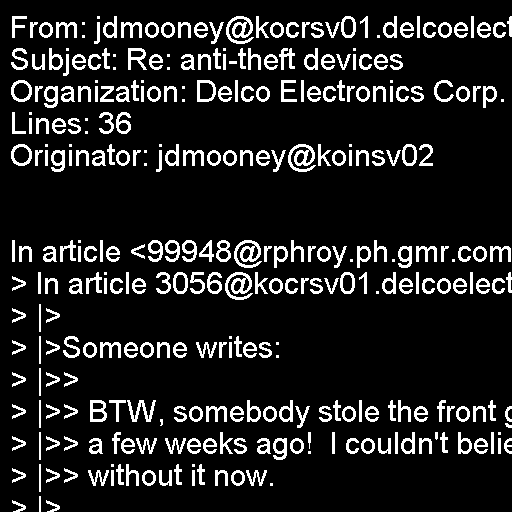 From: jdmooney@kocrsv01.delcoelect
Subject: Re: anti-theft devices
Organization: Delco Electronics Corp.
Lines: 36
Originator: jdmooney@koinsv02
In article <99948@rphroy.ph.gmr.com
> In article 3056@kocrsv01.delcoelect
> |>
> |>Someone writes:
> |>>
> |>> BTW, somebody stole the front g
> |>> a few weeks ago!  I couldn't belie
> |>> without it now.
> |>